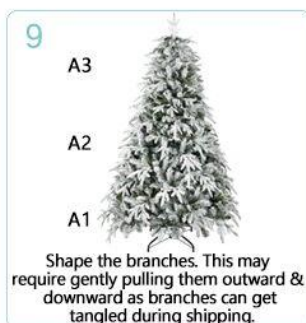 9
A3
A2
A1
Shape the branches. This may
require gently pulling them outward &
downward as branches can get
tangled during shipping.